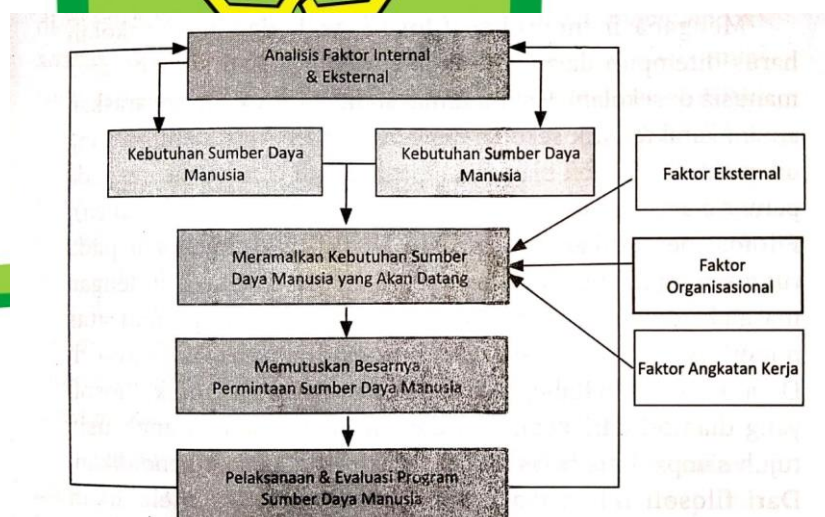 Analisis Faktor Internal
& Eksternal
Kebutuhan Sumber Daya
Manusia
Kebutuhan Sumber Daya
Manusia
Faktor Eksternal
Meramalkan Kebutuhan Sumber
Daya Manusia yang Akan Datang
Faktor
Organisasional
Memutuskan Besarnya
Permintaan Sumber Daya Manusia
Faktor Angkatan Kerja
Pelaksanaan & Evaluasi Program
Sumber Daya Manusia